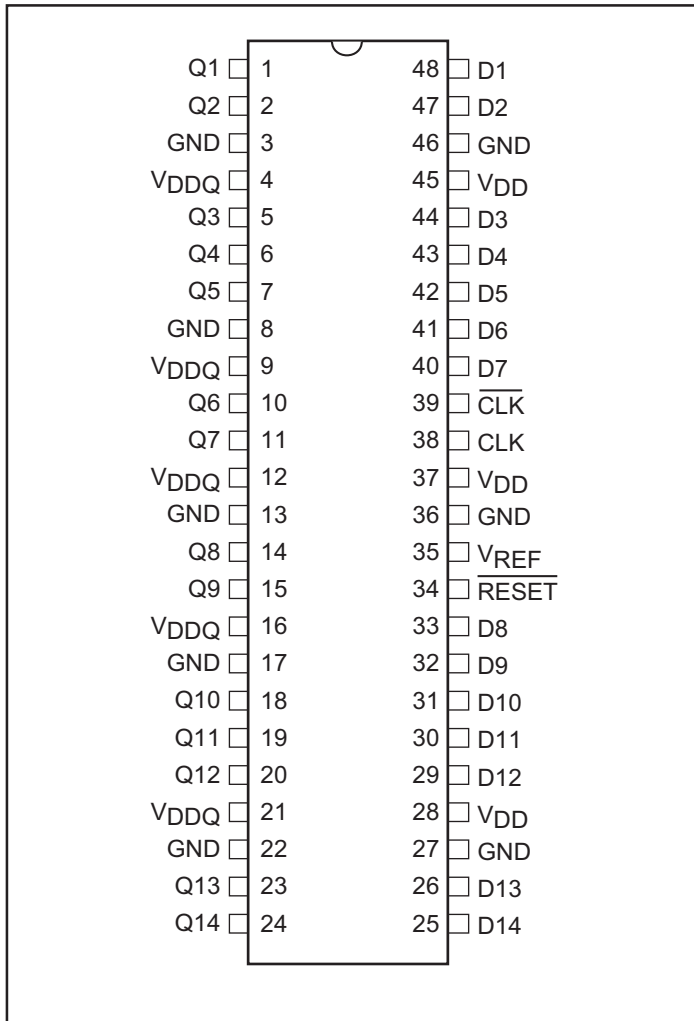 Q1 1 48 D1
Q2 2 47 D2
GND 3 46 GND
VDDQ 4 45 VDD
Q3 5 44 D3
Q4 6 43 D4
Q5 7 42 D5
GND 8 41 D6
VDDQ 9 40 D7
Q6 10 39 CLK
Q7 11 38 CLK
VDDQ 12 37 VDD
GND 13 36 GND
Q8 14 35 VREF
Q9 15 34 RESET
VDDQ 16 33 D8
GND 17 32 D9
Q10 18 31 D10
Q11 19 30 D11
Q12 20 29 D12
VDDQ 21 28 VDD
GND 22 27 GND
Q13 23 26 D13
Q14 24 25 D14